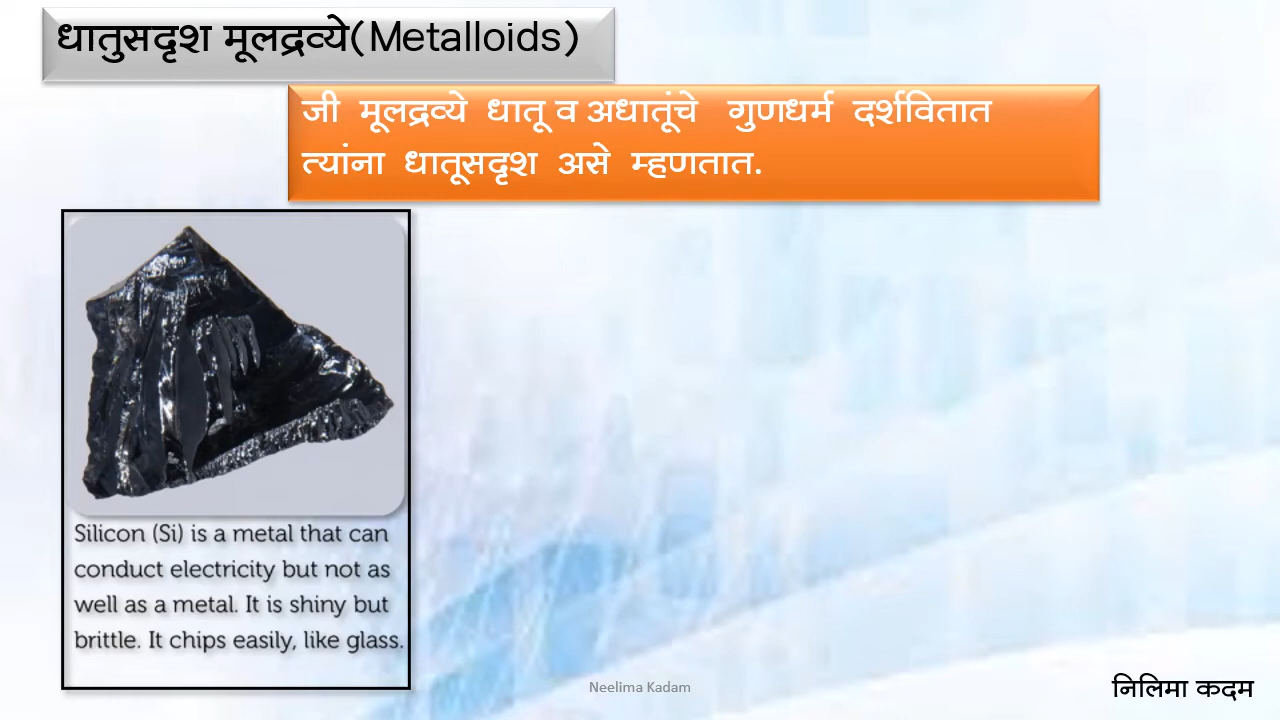 धातुसदृश मूलद्रव्ये(Metalloids)
जी मूलद्रव्ये धातू व अधातूंचे गुणधर्म दर्शवितात
त्यांना धातूसदृश असे म्हणतात.
Silicon (Si) is a metal that can
conduct electricity but not as
well as a metal. It is shiny but
brittle. It chips easily, like glass.
Neelima Kadam
निलिमा कदम